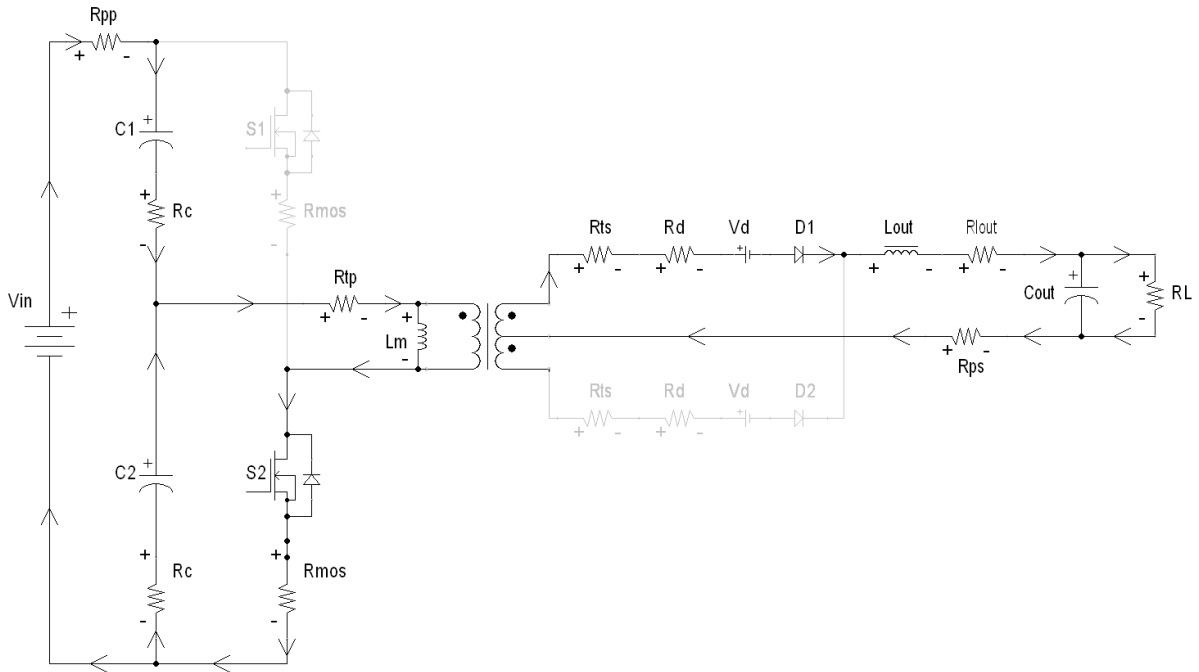 Rpp
+ -
+
C1
S1
+ +
Rc Rmos
- -
Rts Rd Vd D1 Lout Rlout
+ - + - + + - + -
Vin +
Rtp
+ - +
Lm
-
+ +
Cout RL
-
+ -
Rps
Rts Rd Vd D2
+ - + - +
+
C2 S2
+ +
Rc Rmos
- -